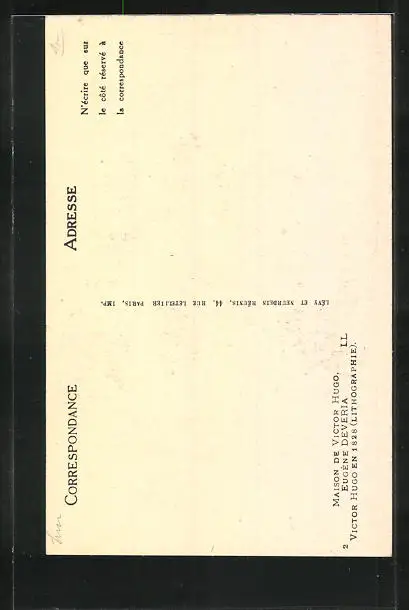 CORRESPONDANCE
ADRESSE
N'écrire que sur
le côté réservé à
la correspondance
LÉVY ET NEURDEIN RÉUNIS, 44, RUE LETELLIER PARIS, IMP.
MAISON DE VICTOR HUGO,
EUGÈNE DEVERIA LL
2 VICTOR HUGO EN 1828 (LITHOGRAPHIE).